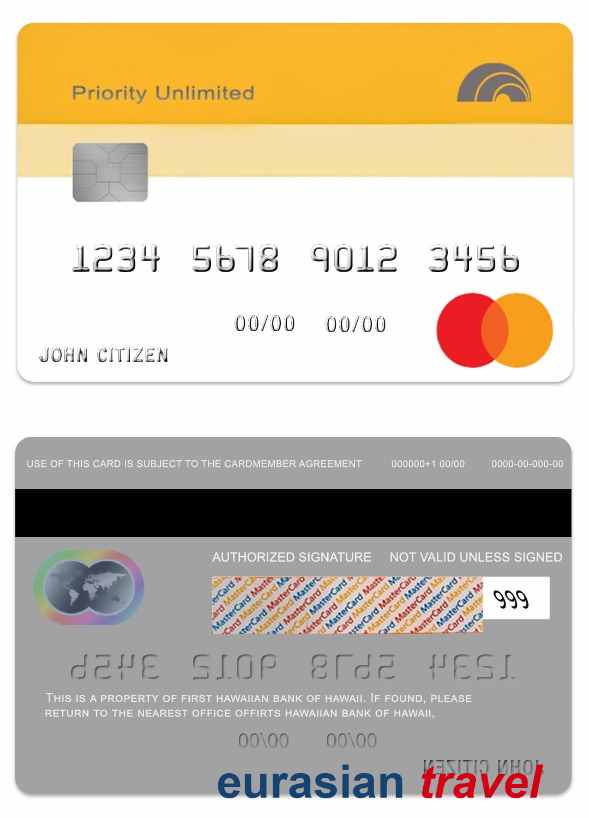 Priority Unlimited
1234 5678 9012 3456
00/00 00/00
JOHN CITIZEN
USE OF THIS CARD IS SUBJECT TO THE CARDMEMBER AGREEMENT 000000+1 00/00 0000-00-000-00
AUTHORIZED SIGNATURE NOT VALID UNLESS SIGNED
MasterCard MasterCard MasterCard MasterCard
999
1234 5678 9012 3456
THIS IS A PROPERTY OF FIRST HAWAIIAN BANK OF HAWAII. IF FOUND, PLEASE
RETURN TO THE NEAREST OFFICE OFFIRTS HAWAIIAN BANK OF HAWAII,
00/00 00/00
JOHN CITIZEN
eurasian travel